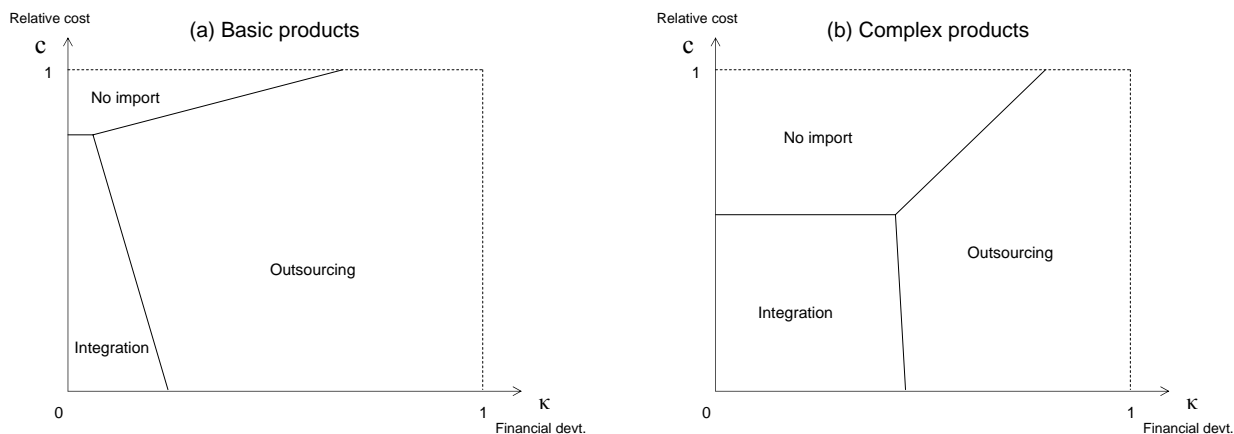 Relative cost
(a) Basic products
c
1
No import
Outsourcing
Integration
0
1
κ
Financial devt.
Relative cost
(b) Complex products
c
1
No import
Outsourcing
Integration
0
1
κ
Financial devt.